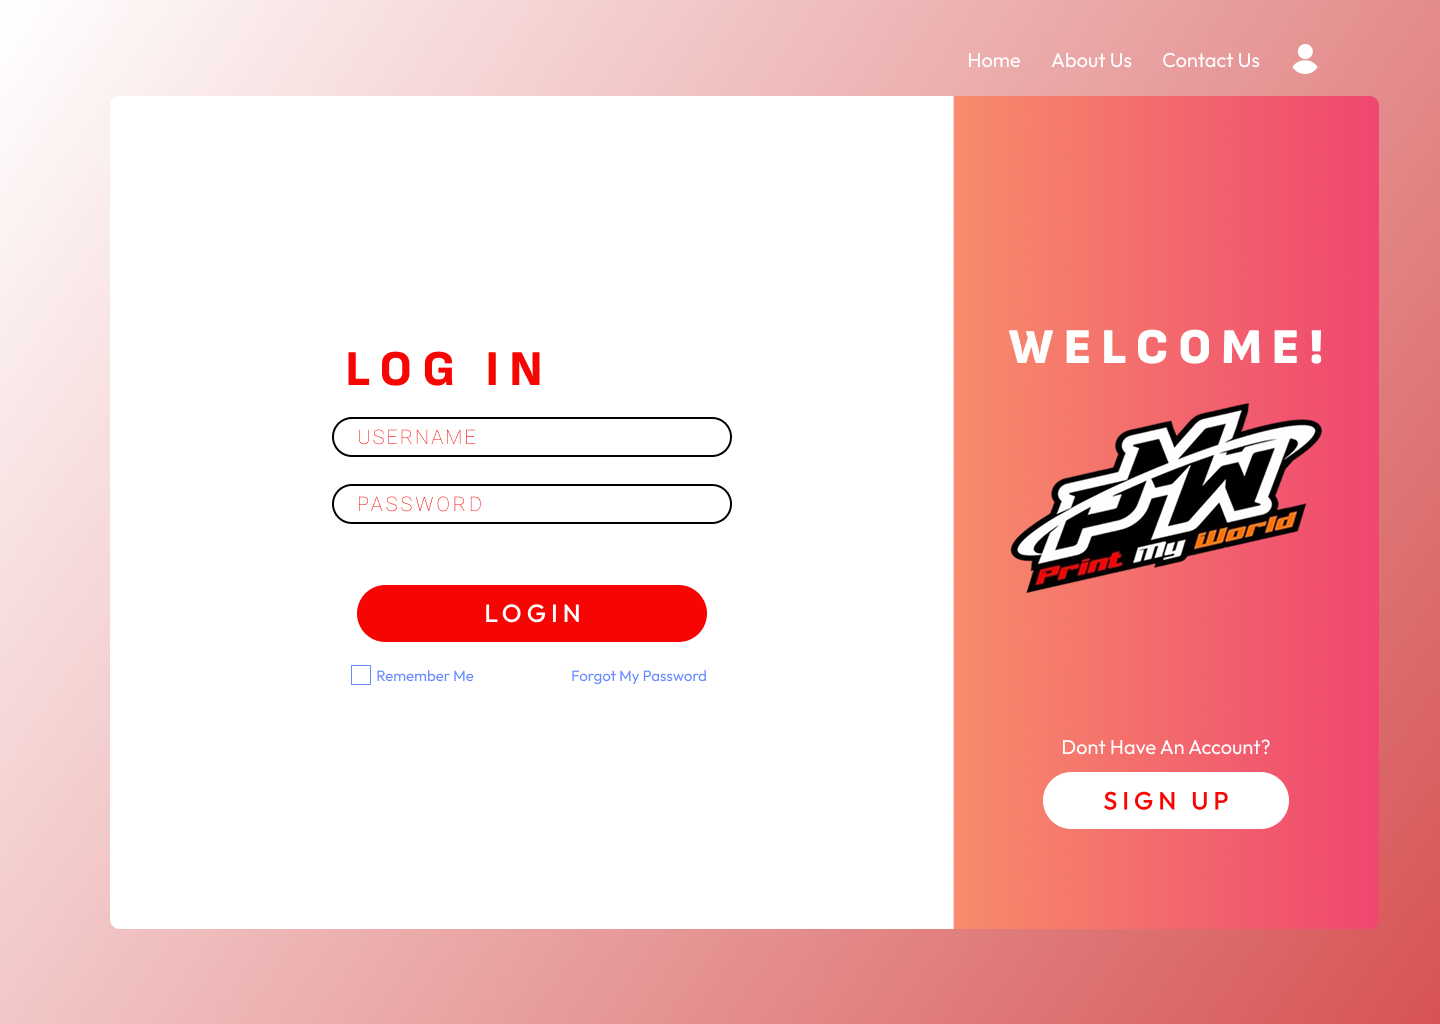 Home About Us Contact Us
LOG IN
USERNAME
PASSWORD
LOGIN
Remember Me Forgot My Password
WELCOME!
PMW
Print My World
Dont Have An Account?
SIGN UP